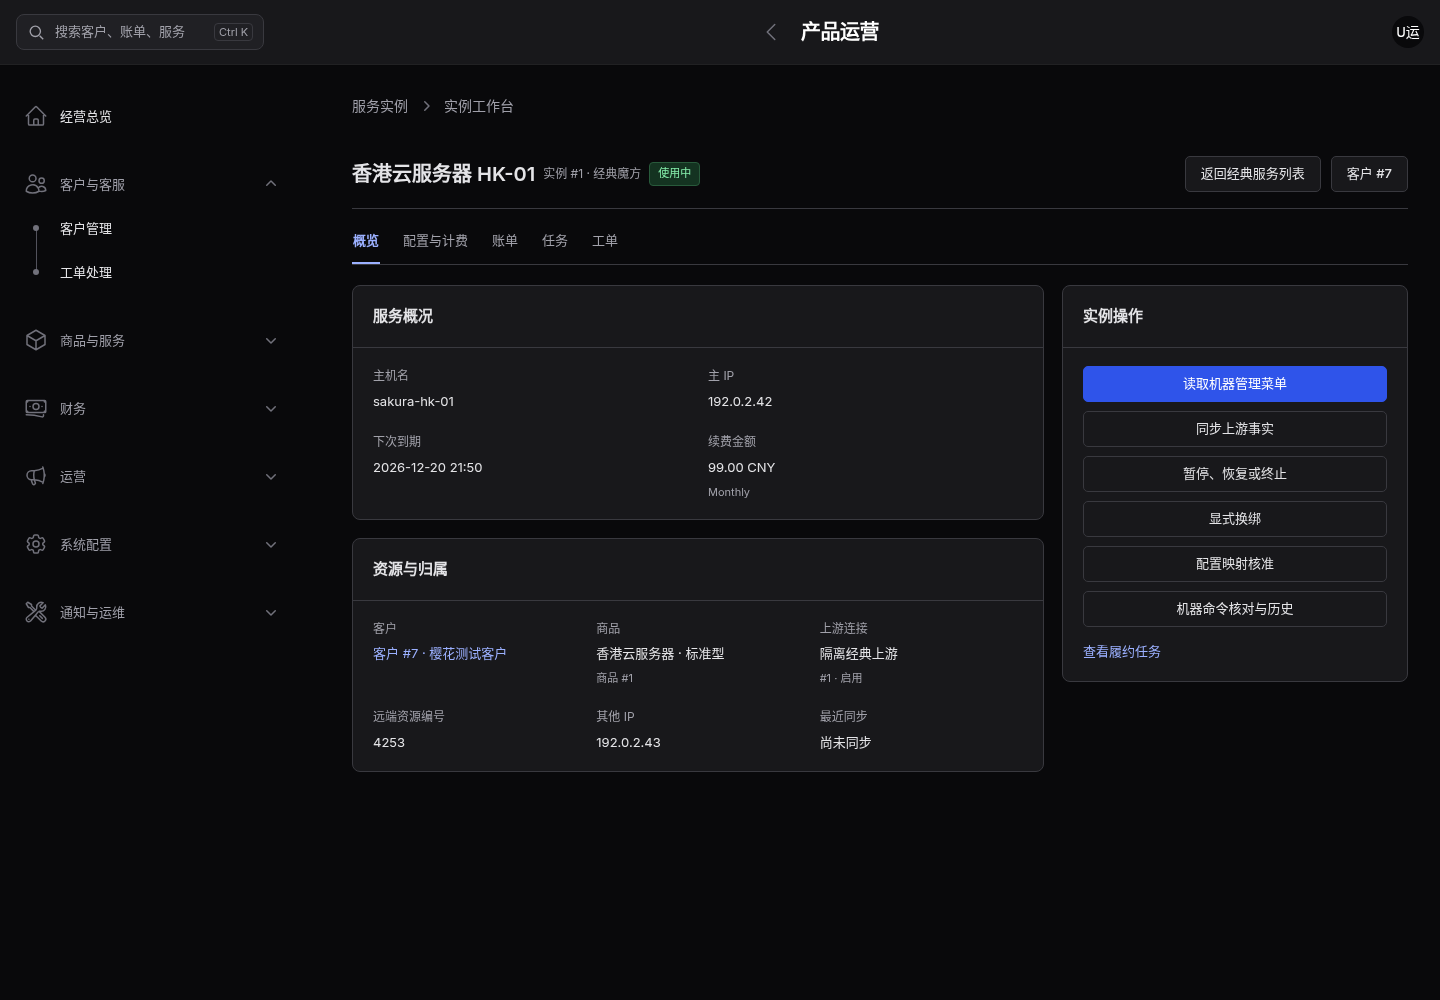 搜索客户、账单、服务
Ctrl K
产品运营
U运
经营总览
客户与客服
客户管理
工单处理
商品与服务
财务
运营
系统配置
通知与运维
服务实例
实例工作台
香港云服务器 HK-01 实例 #1 · 经典魔方 使用中
返回经典服务列表
客户 #7
概览 配置与计费 账单 任务 工单
服务概况
主机名 主 IP
sakura-hk-01 192.0.2.42
下次到期 续费金额
2026-12-20 21:50 99.00 CNY
Monthly
资源与归属
客户 商品 上游连接
客户 #7 · 樱花测试客户 香港云服务器 · 标准型 隔离经典上游
商品 #1 #1 · 启用
远端资源编号 其他 IP 最近同步
4253 192.0.2.43 尚未同步
实例操作
读取机器管理菜单
同步上游事实
暂停、恢复或终止
显式换绑
配置映射核准
机器命令核对与历史
查看履约任务